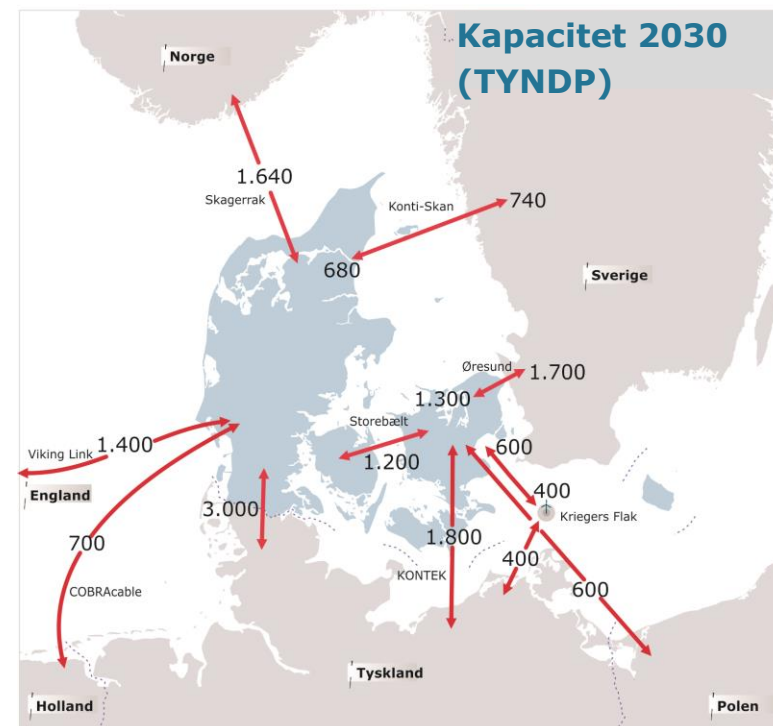 Kapacitet 2030
(TYNDP)
Norge
1.640
Skagerrak
Konti-Skan
740
680
Sverige
Øresund
1.700
1.300
Storebælt
1.200
Viking Link
1.400
England
600
400
Kriegers Flak
3.000
700
1.800
400
600
KONTEK
COBRAcable
Tyskland
Holland
Polen